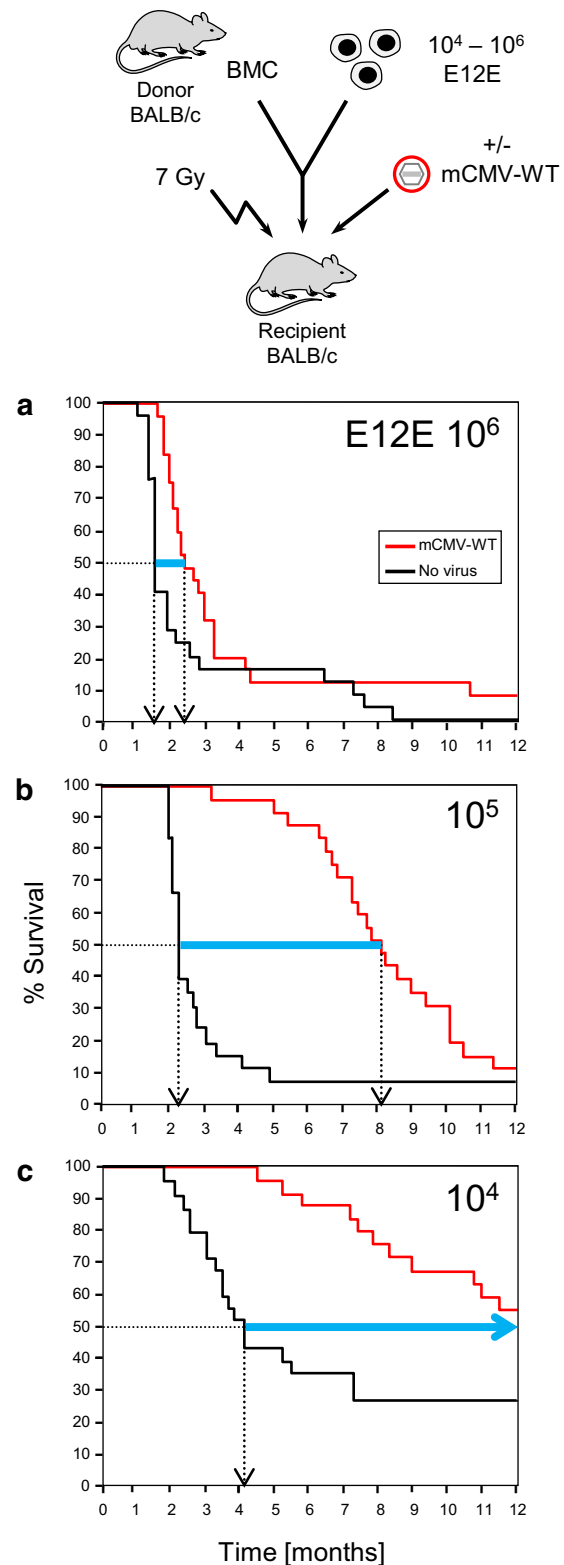 Donor
BALB/c
BMC
10⁴ – 10⁶
E12E
7 Gy
+/-
mCMV-WT
Recipient
BALB/c
a
E12E 10⁶
mCMV-WT
No virus
100
90
80
70
60
50
40
30
20
10
0
0 1 2 3 4 5 6 7 8 9 10 11 12
b
10⁵
% Survival
100
90
80
70
60
50
40
30
20
10
0
0 1 2 3 4 5 6 7 8 9 10 11 12
c
10⁴
100
90
80
70
60
50
40
30
20
10
0
0 1 2 3 4 5 6 7 8 9 10 11 12
Time [months]